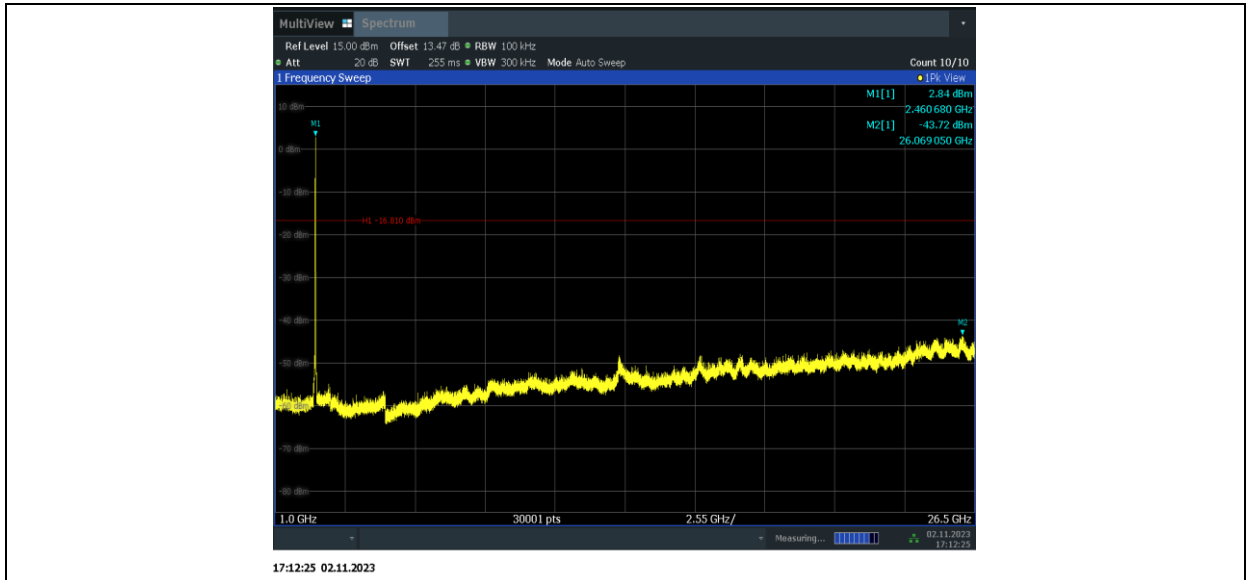 MultiView Spectrum
Ref Level 15.00 dBm Offset 13.47 dB RBW 100 kHz
Att 20 dB SWT 255 ms VBW 300 kHz Mode Auto Sweep Count 10/10
1 Frequency Sweep 1Pk View
M1[1] 2.84 dBm
2.460 680 GHz
M2[1] -43.72 dBm
26.069 050 GHz
10 dBm
M1
0 dBm
-10 dBm
H1 -16.810 dBm
-20 dBm
-30 dBm
-40 dBm
M2
-50 dBm
-60 dBm
-70 dBm
-80 dBm
1.0 GHz 30001 pts 2.55 GHz/ 26.5 GHz
Measuring... 02.11.2023
17:12:25
17:12:25 02.11.2023